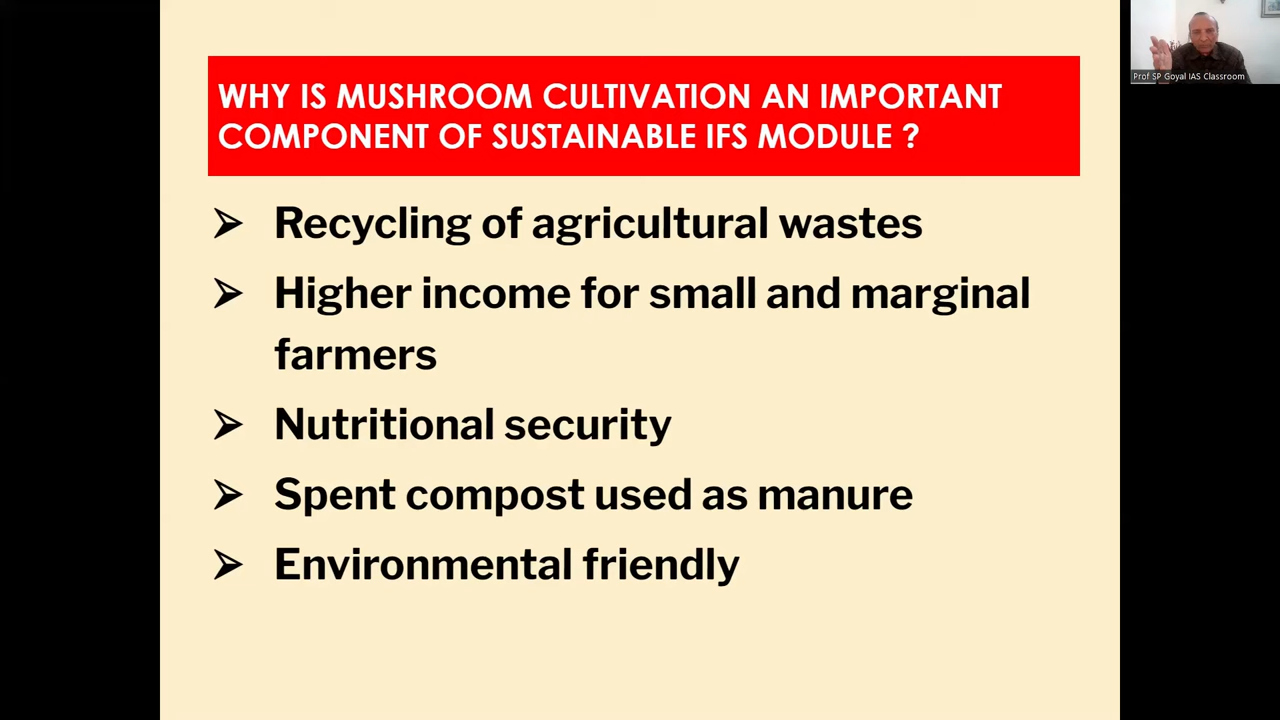 WHY IS MUSHROOM CULTIVATION AN IMPORTANT
COMPONENT OF SUSTAINABLE IFS MODULE ?
➢ Recycling of agricultural wastes
➢ Higher income for small and marginal
farmers
➢ Nutritional security
➢ Spent compost used as manure
➢ Environmental friendly
Prof SP Goyal IAS Classroom